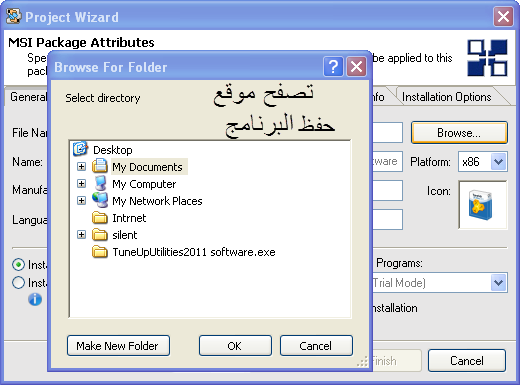 Project Wizard
MSI Package Attributes
Spe
be applied to this
pack
Browse For Folder
Select directory
تصفح موقع
حفظ البرنامج
General
nfo
Installation Options
File Nam
Browse...
Desktop
My Documents
My Computer
My Network Places
Intrnet
silent
TuneUpUtilities2011 software.exe
Name:
ftware
Platform:
x86
Manufa
Icon:
Langua
Insta
Programs:
Insta
Trial Mode)
nstallation
Make New Folder
OK
Cancel
Finish
Cancel